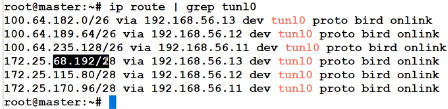 root@master:~# ip route | grep tunl0
100.64.182.0/26 via 192.168.56.13 dev tunl0 proto bird onlink
100.64.189.64/26 via 192.168.56.12 dev tunl0 proto bird onlink
100.64.235.128/26 via 192.168.56.11 dev tunl0 proto bird onlink
172.25.68.192/28 via 192.168.56.13 dev tunl0 proto bird onlink
172.25.115.80/28 via 192.168.56.12 dev tunl0 proto bird onlink
172.25.170.96/28 via 192.168.56.11 dev tunl0 proto bird onlink
root@master:~#